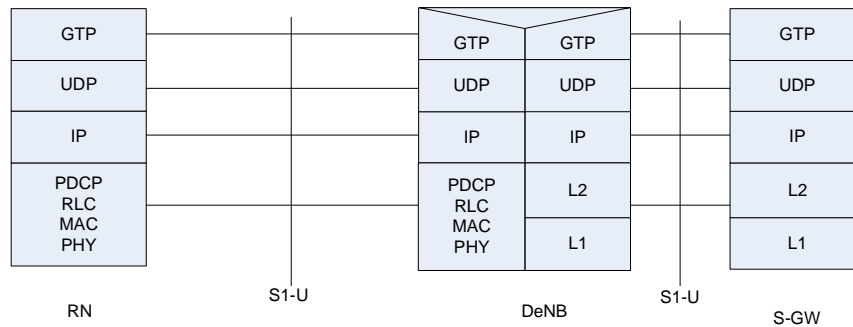 GTP
UDP
IP
PDCP
RLC
MAC
PHY
RN
S1-U
GTP
GTP
UDP
UDP
IP
IP
PDCP
RLC
MAC
PHY
L2
L1
DeNB
S1-U
GTP
UDP
IP
L2
L1
S-GW